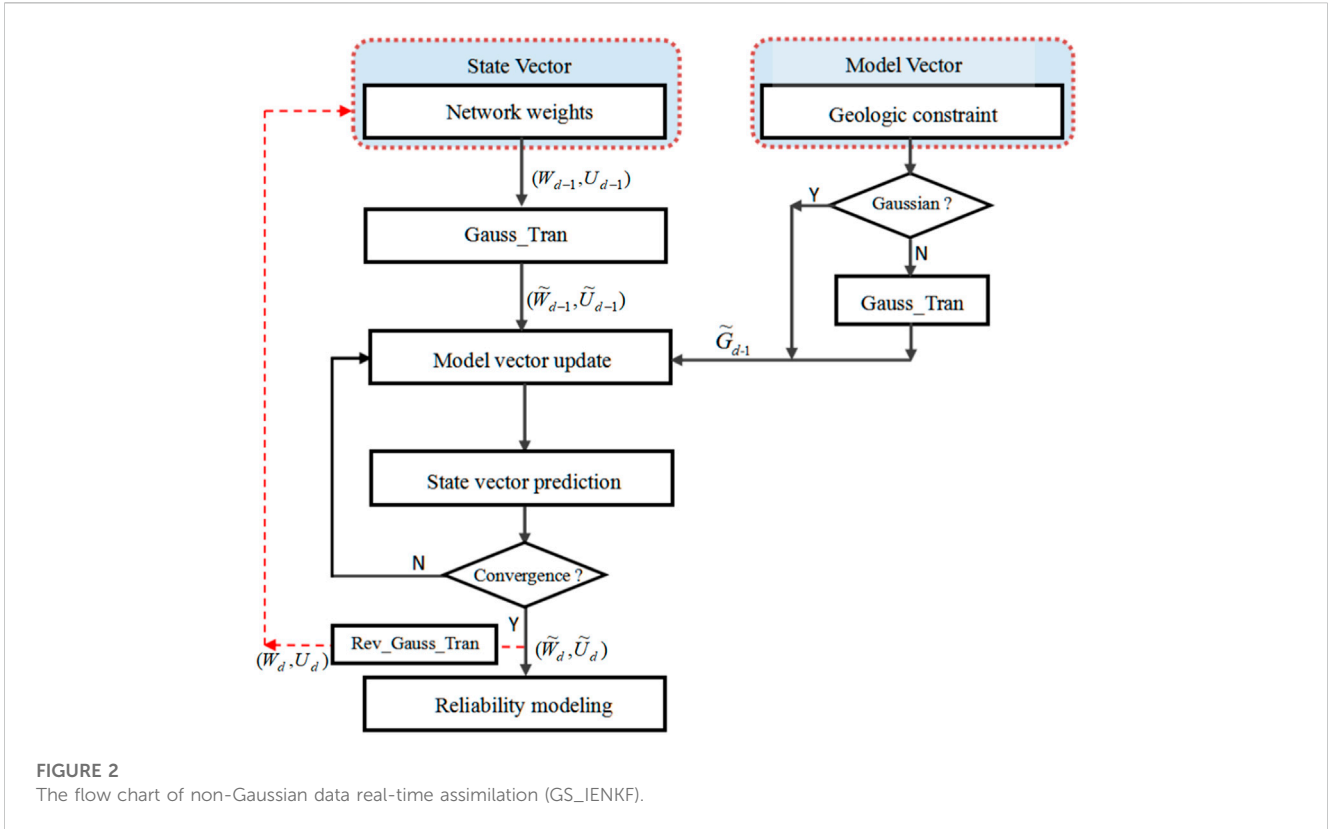 State Vector
Network weights
Model Vector
Geologic constraint
(W_{d-1},U_{d-1})
Gaussian ?
Y
N
Gauss_Tran
Gauss_Tran
(W̃_{d-1},Ũ_{d-1})
G̃_{d-1}
Model vector update
State vector prediction
Convergence ?
N
Y
Rev_Gauss_Tran
(W̃_d,Ũ_d)
(W_d,U_d)
Reliability modeling
FIGURE 2
The flow chart of non-Gaussian data real-time assimilation (GS_IENKF).